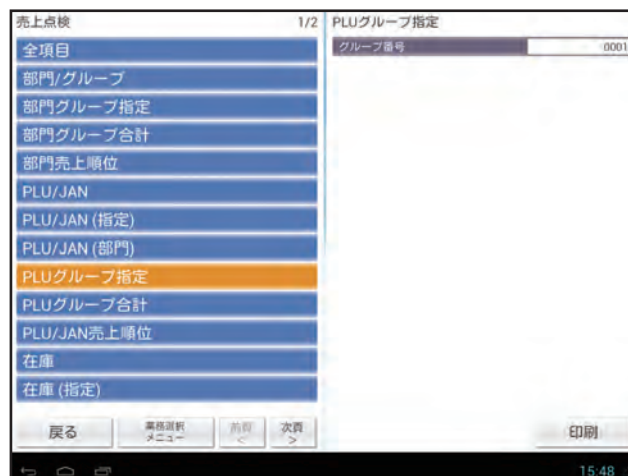 売上点検 1/2
全項目
部門/グループ
部門グループ指定
部門グループ合計
部門売上順位
PLU/JAN
PLU/JAN (指定)
PLU/JAN (部門)
PLUグループ指定
PLUグループ合計
PLU/JAN売上順位
在庫
在庫 (指定)
戻る
業務選択
メニュー
前頁
<
次頁
>
PLUグループ指定
グループ番号 0001
印刷
15:48